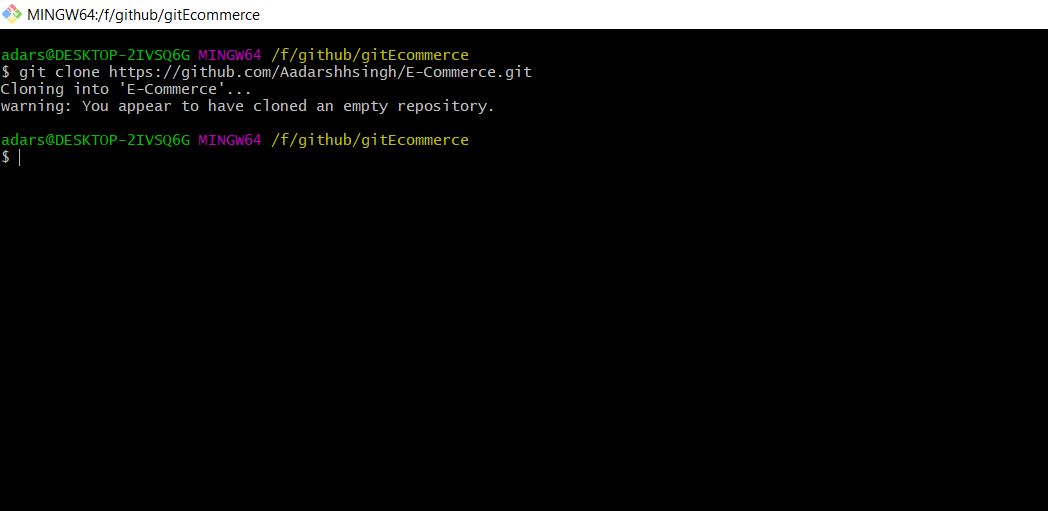 MINGW64:/f/github/gitEcommerce
adars@DESKTOP-2IVSQ6G MINGW64 /f/github/gitEcommerce
$ git clone https://github.com/Aadarshhsingh/E-Commerce.git
Cloning into 'E-Commerce'...
warning: You appear to have cloned an empty repository.
adars@DESKTOP-2IVSQ6G MINGW64 /f/github/gitEcommerce
$